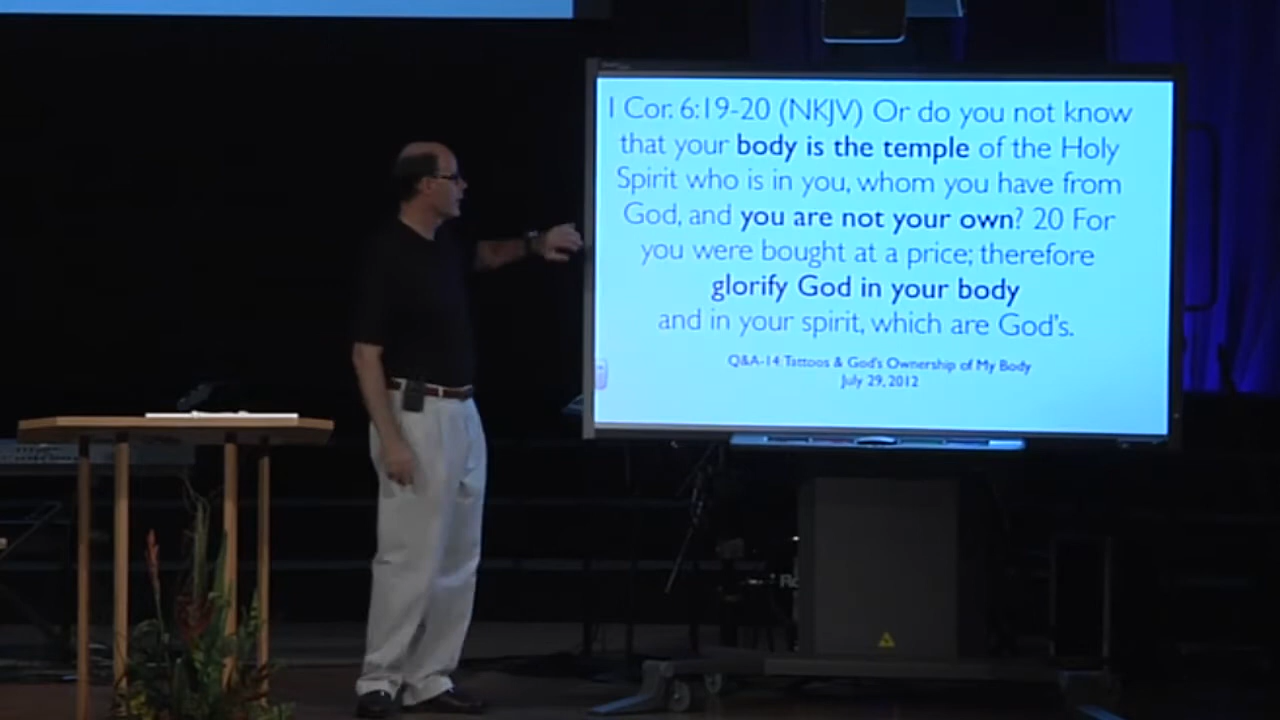 1 Cor. 6:19-20 (NKJV) Or do you not know
that your body is the temple of the Holy
Spirit who is in you, whom you have from
God, and you are not your own? 20 For
you were bought at a price; therefore
glorify God in your body
and in your spirit, which are God's.
Q&A-14: Tattoos & God's Ownership of My Body
July 29, 2012